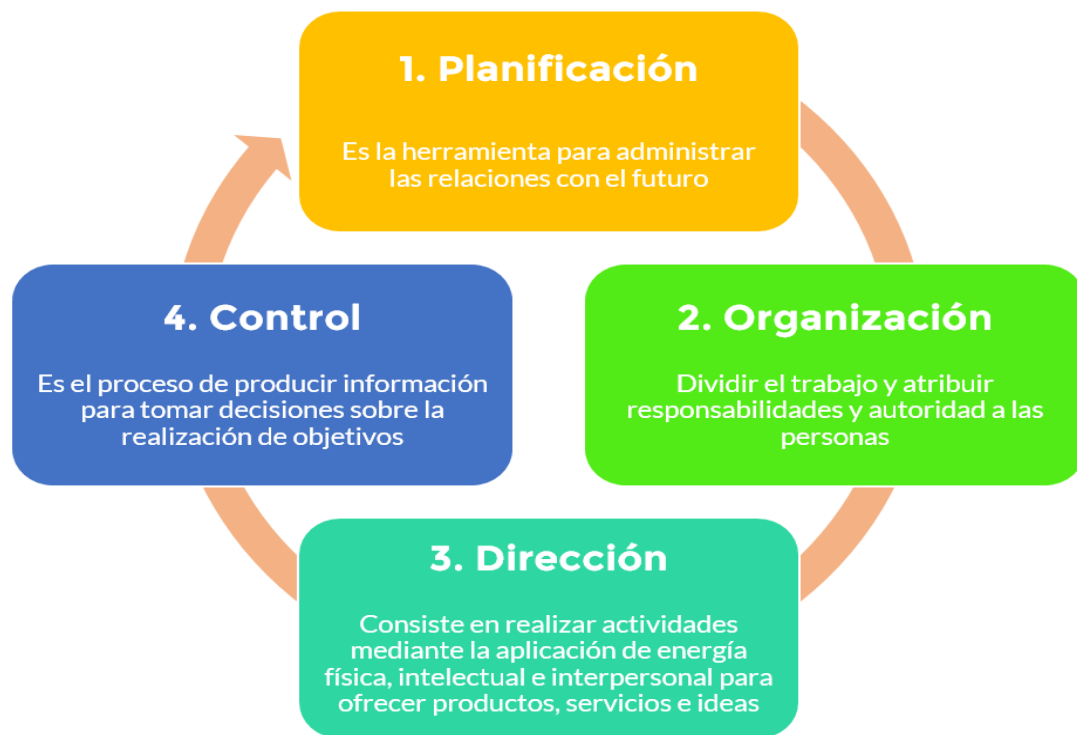 1. Planificación
Es la herramienta para administrar
las relaciones con el futuro
2. Organización
Dividir el trabajo y atribuir
responsabilidades y autoridad a las
personas
3. Dirección
Consiste en realizar actividades
mediante la aplicación de energía
física, intelectual e interpersonal para
ofrecer productos, servicios e ideas
4. Control
Es el proceso de producir información
para tomar decisiones sobre la
realización de objetivos